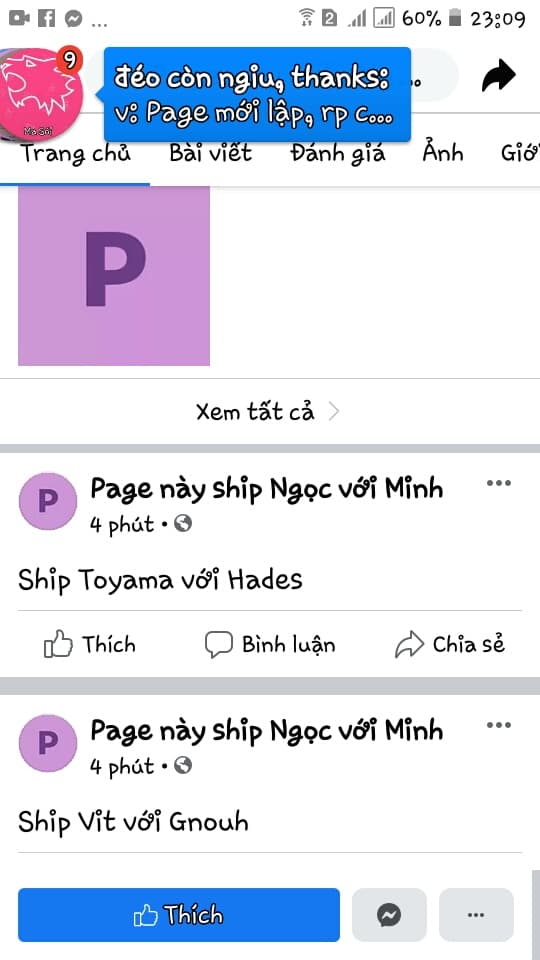 ... 2 60% 23:09
9
đéo còn ngiu, thanks:
v: Page mới lập, rp c...
Ma Sói
Trang chủ Bài viết Đánh giá Ảnh Giớ
P
Xem tất cả
P Page này ship Ngọc với Minh
4 phút •
Ship Toyama với Hades
Thích Bình luận Chia sẻ
P Page này ship Ngọc với Minh
4 phút •
Ship Vit với Gnouh
Thích